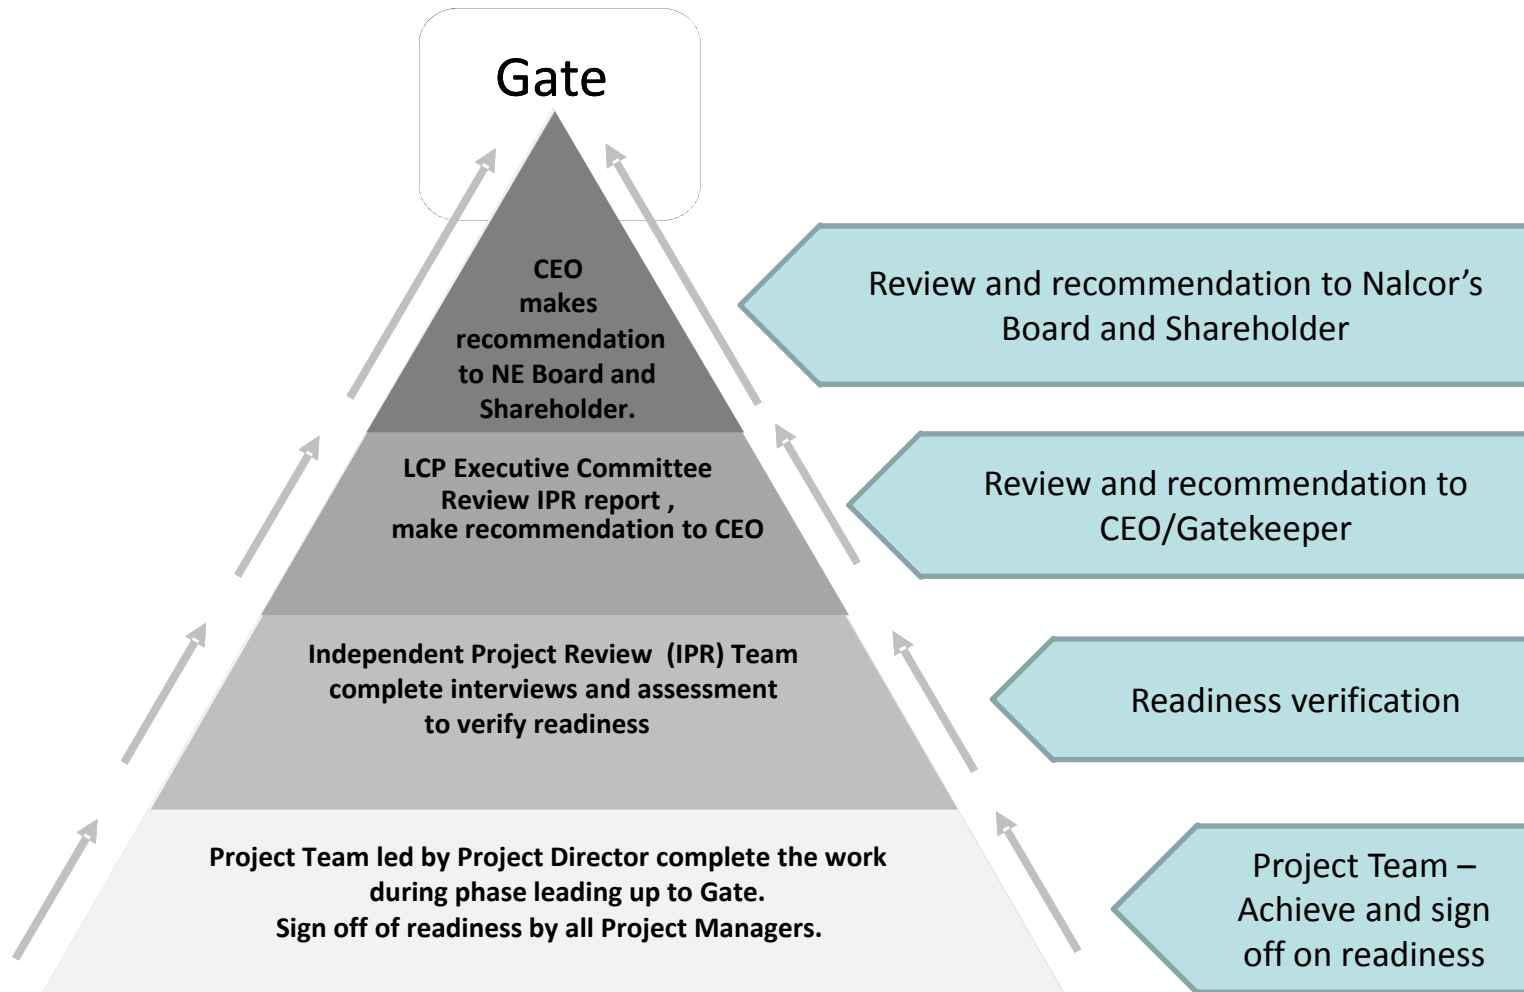 Gate
CEO
makes
recommendation
to NE Board and
Shareholder.
Review and recommendation to Nalcor’s
Board and Shareholder
LCP Executive Committee
Review IPR report ,
make recommendation to CEO
Review and recommendation to
CEO/Gatekeeper
Independent Project Review  (IPR) Team
complete interviews and assessment
to verify readiness
Readiness verification
Project Team led by Project Director complete the work
during phase leading up to Gate.
Sign off of readiness by all Project Managers.
Project Team –
Achieve and sign
off on readiness